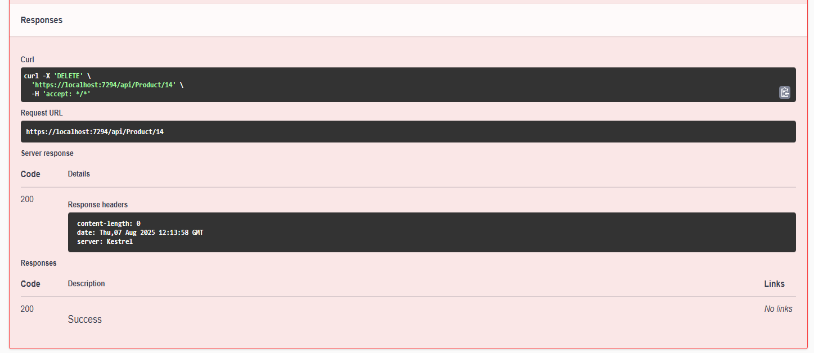 Responses
Curl
curl -X 'DELETE' \
'https://localhost:7294/api/Product/14' \
-H 'accept: */*'
Request URL
https://localhost:7294/api/Product/14
Server response
Code Details
200
Response headers
content-length: 0
date: Thu,07 Aug 2025 12:13:58 GMT
server: Kestrel
Responses
Code Description Links
200 Success No links